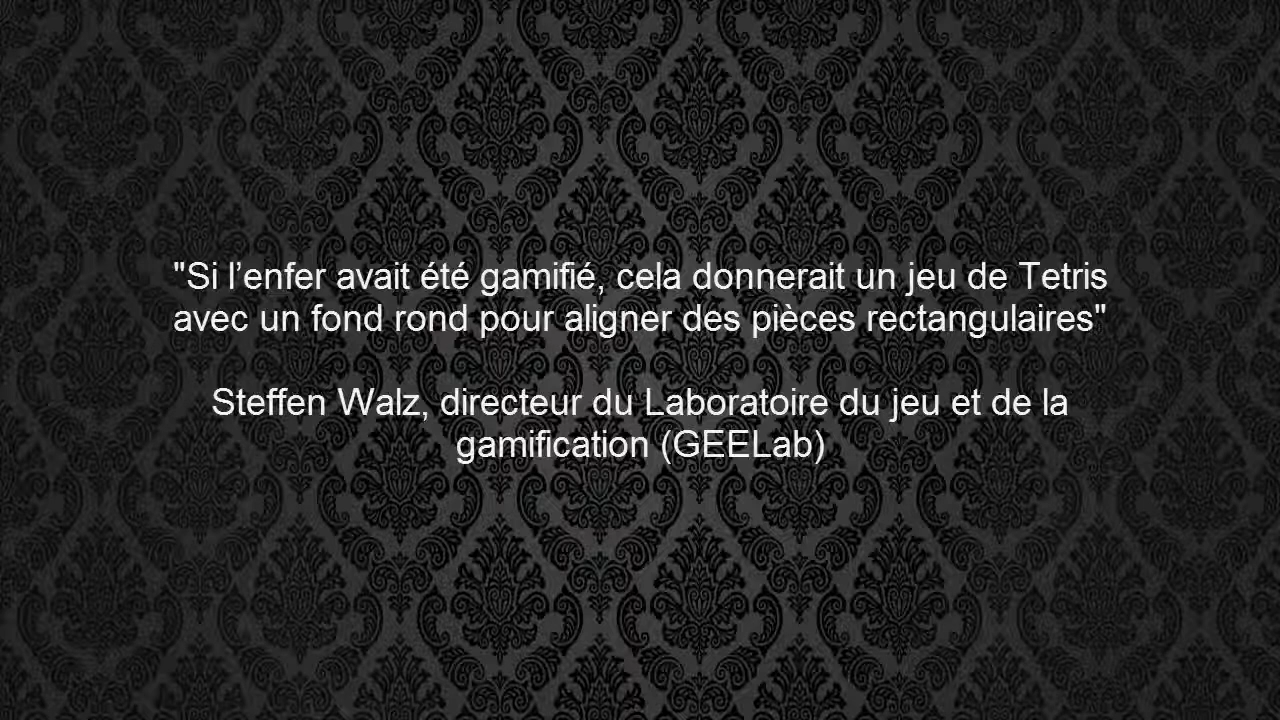 "Si l’enfer avait été gamifié, cela donnerait un jeu de Tetris
avec un fond rond pour aligner des pièces rectangulaires"
Steffen Walz, directeur du Laboratoire du jeu et de la
gamification (GEELab)